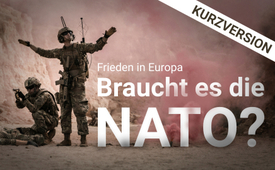 KURZVERSION
Frieden in Europa
Braucht es die
NATO?